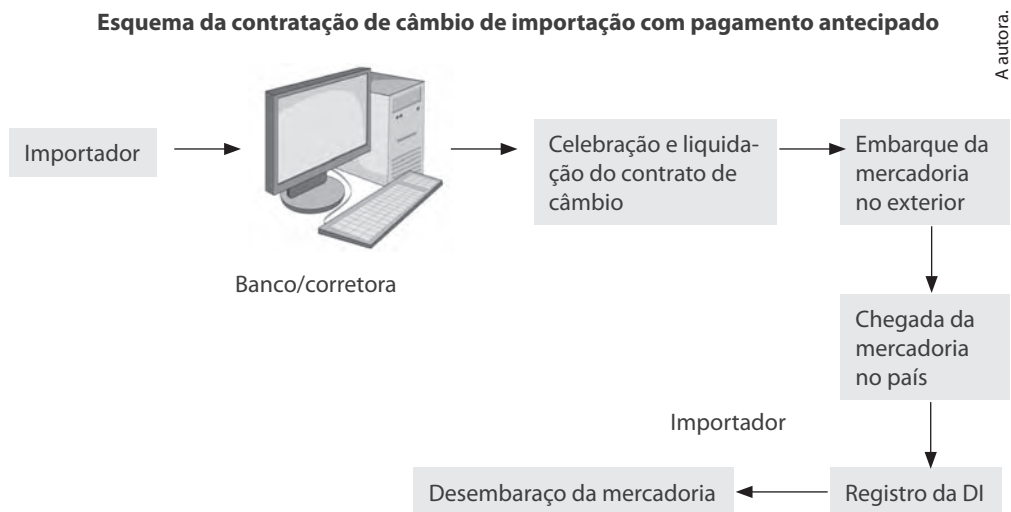 Esquema da contratação de câmbio de importação com pagamento antecipado
A autora.
Importador
Banco/corretora
Celebração e liquida-
ção do contrato de
câmbio
Embarque da
mercadoria
no exterior
Chegada da
mercadoria
no país
Importador
Registro da DI
Desembaraço da mercadoria